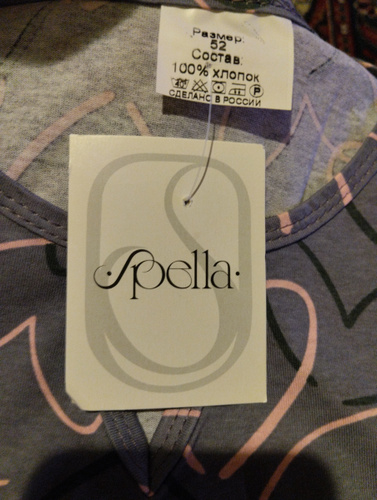 Размер:
52
Состав:
100% хлопок
P
СДЕЛАНО В РОССИИ
·Spella·